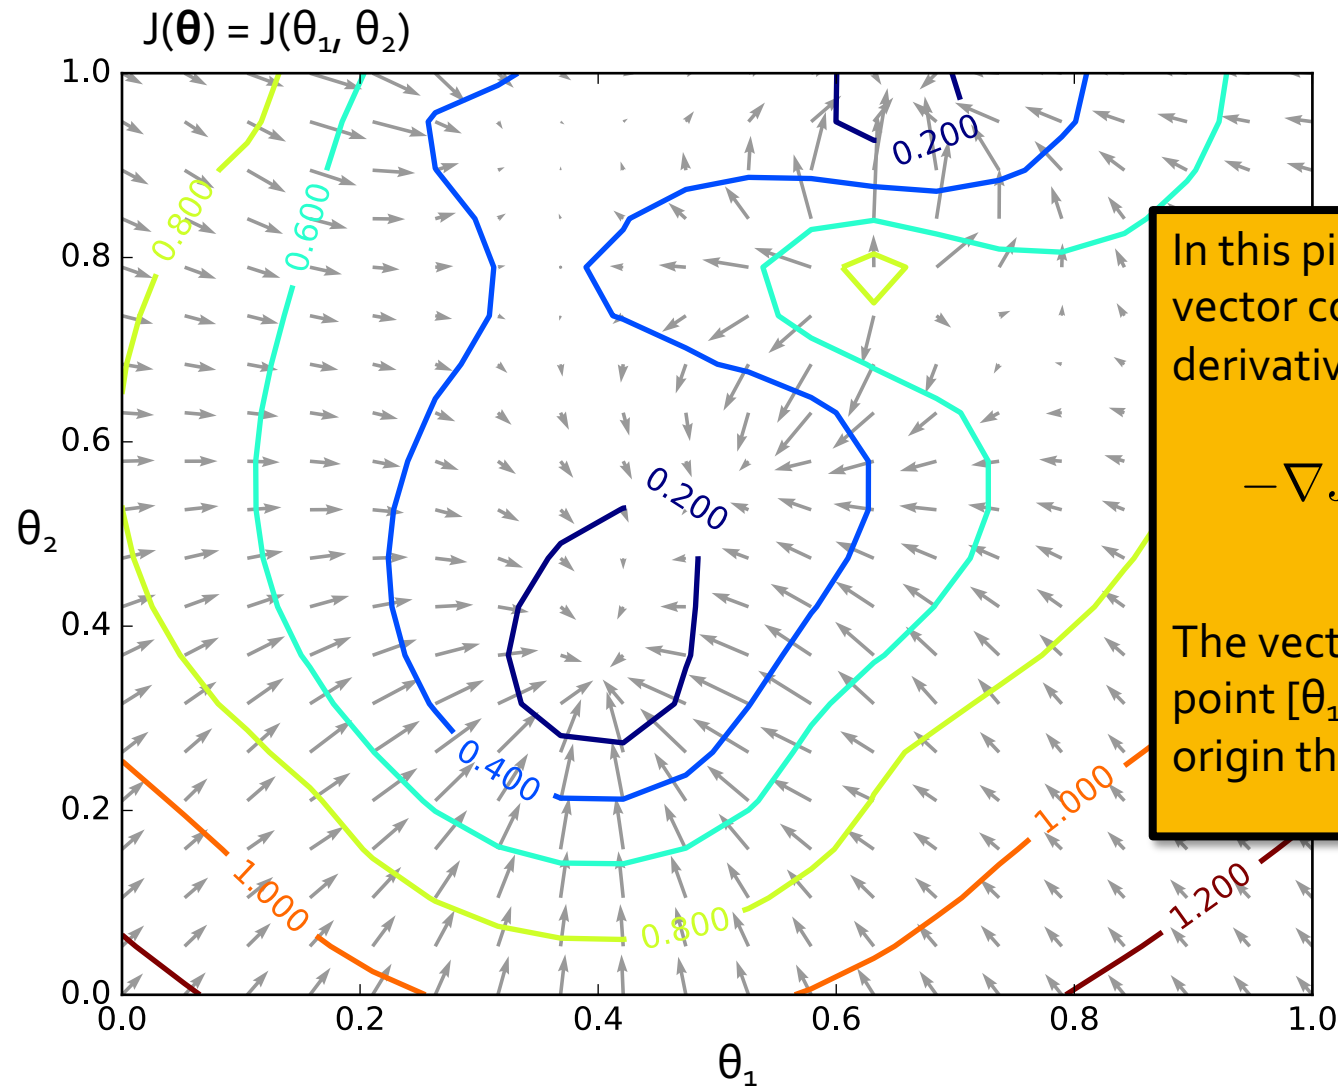 J(θ) = J(θ₁, θ₂)
1.0
0.8
0.6
0.4
0.2
0.0
θ₂
0.0 0.2 0.4 0.6 0.8 1.0
θ₁
0.800
0.600
0.200
0.200
0.400
1.000
0.800
1.000
1.200
In this pi
vector co
derivativ
−∇J
The vect
point [θ₁
origin th